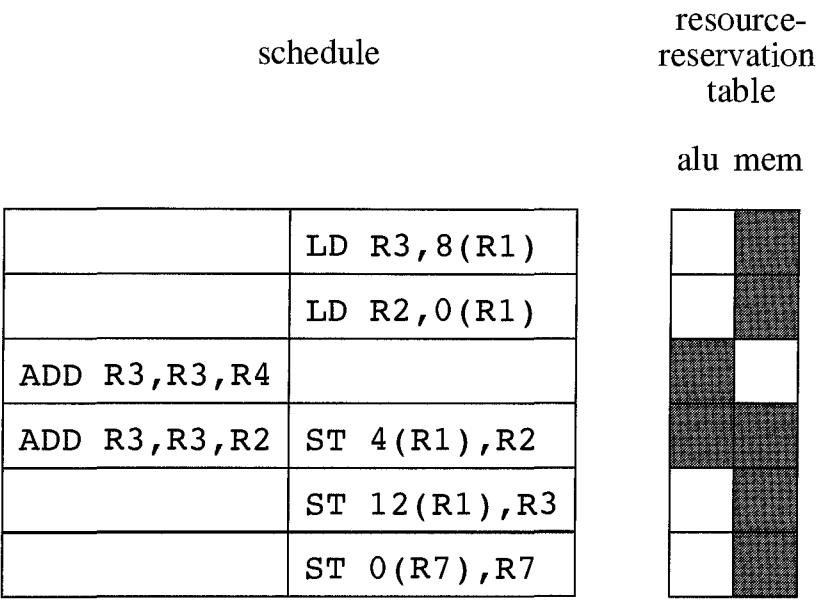 schedule
resource-
reservation
table
alu mem
LD R3,8(R1)
LD R2,0(R1)
ADD R3,R3,R4
ADD R3,R3,R2 ST 4(R1),R2
ST 12(R1),R3
ST 0(R7),R7